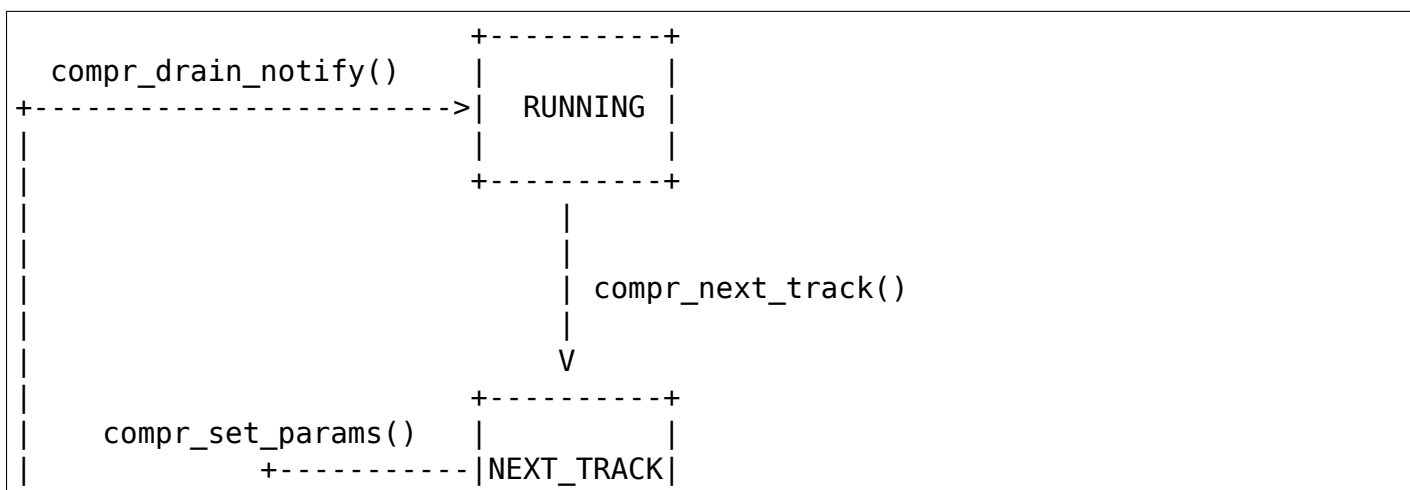 +----------+
  compr_drain_notify()    |          |
+------------------------>|  RUNNING |
|                         |          |
|                         +----------+
|                              |
|                              |
|                              | compr_next_track()
|                              |
|                              V
|                         +----------+
|    compr_set_params()   |          |
|             +-----------|NEXT_TRACK|